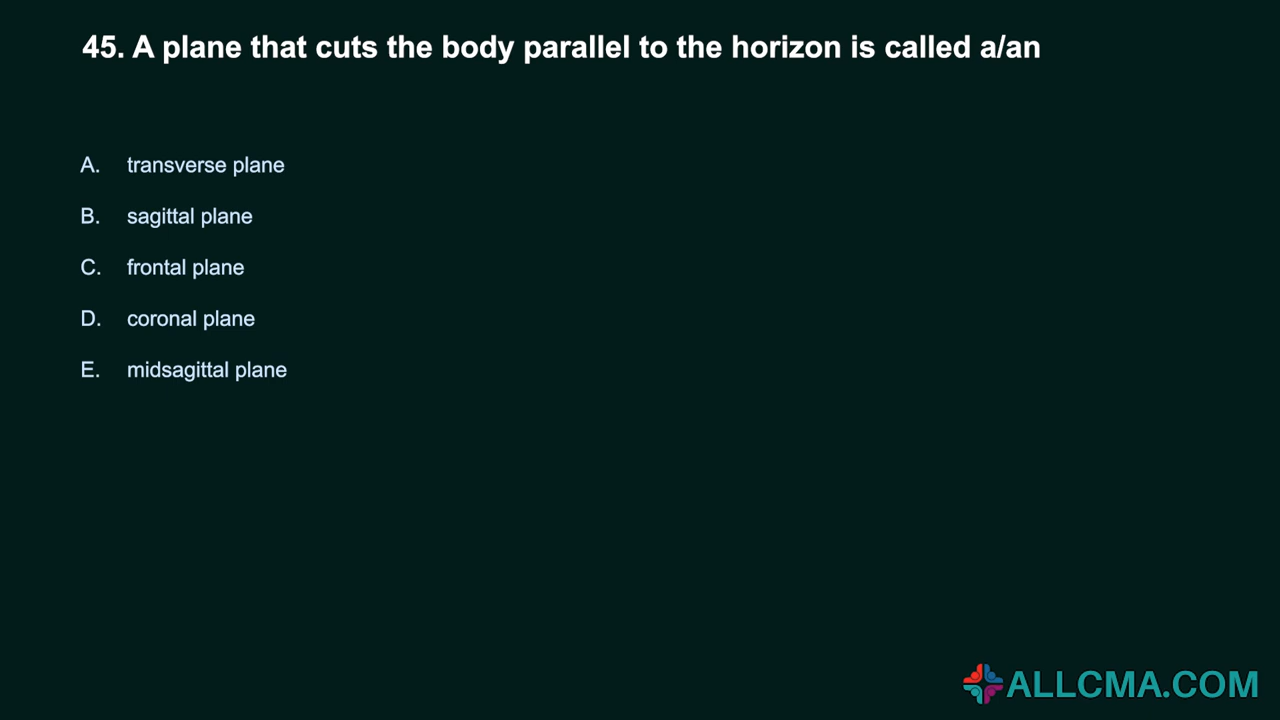 45. A plane that cuts the body parallel to the horizon is called a/an
A. transverse plane
B. sagittal plane
C. frontal plane
D. coronal plane
E. midsagittal plane
ALLCMA.COM